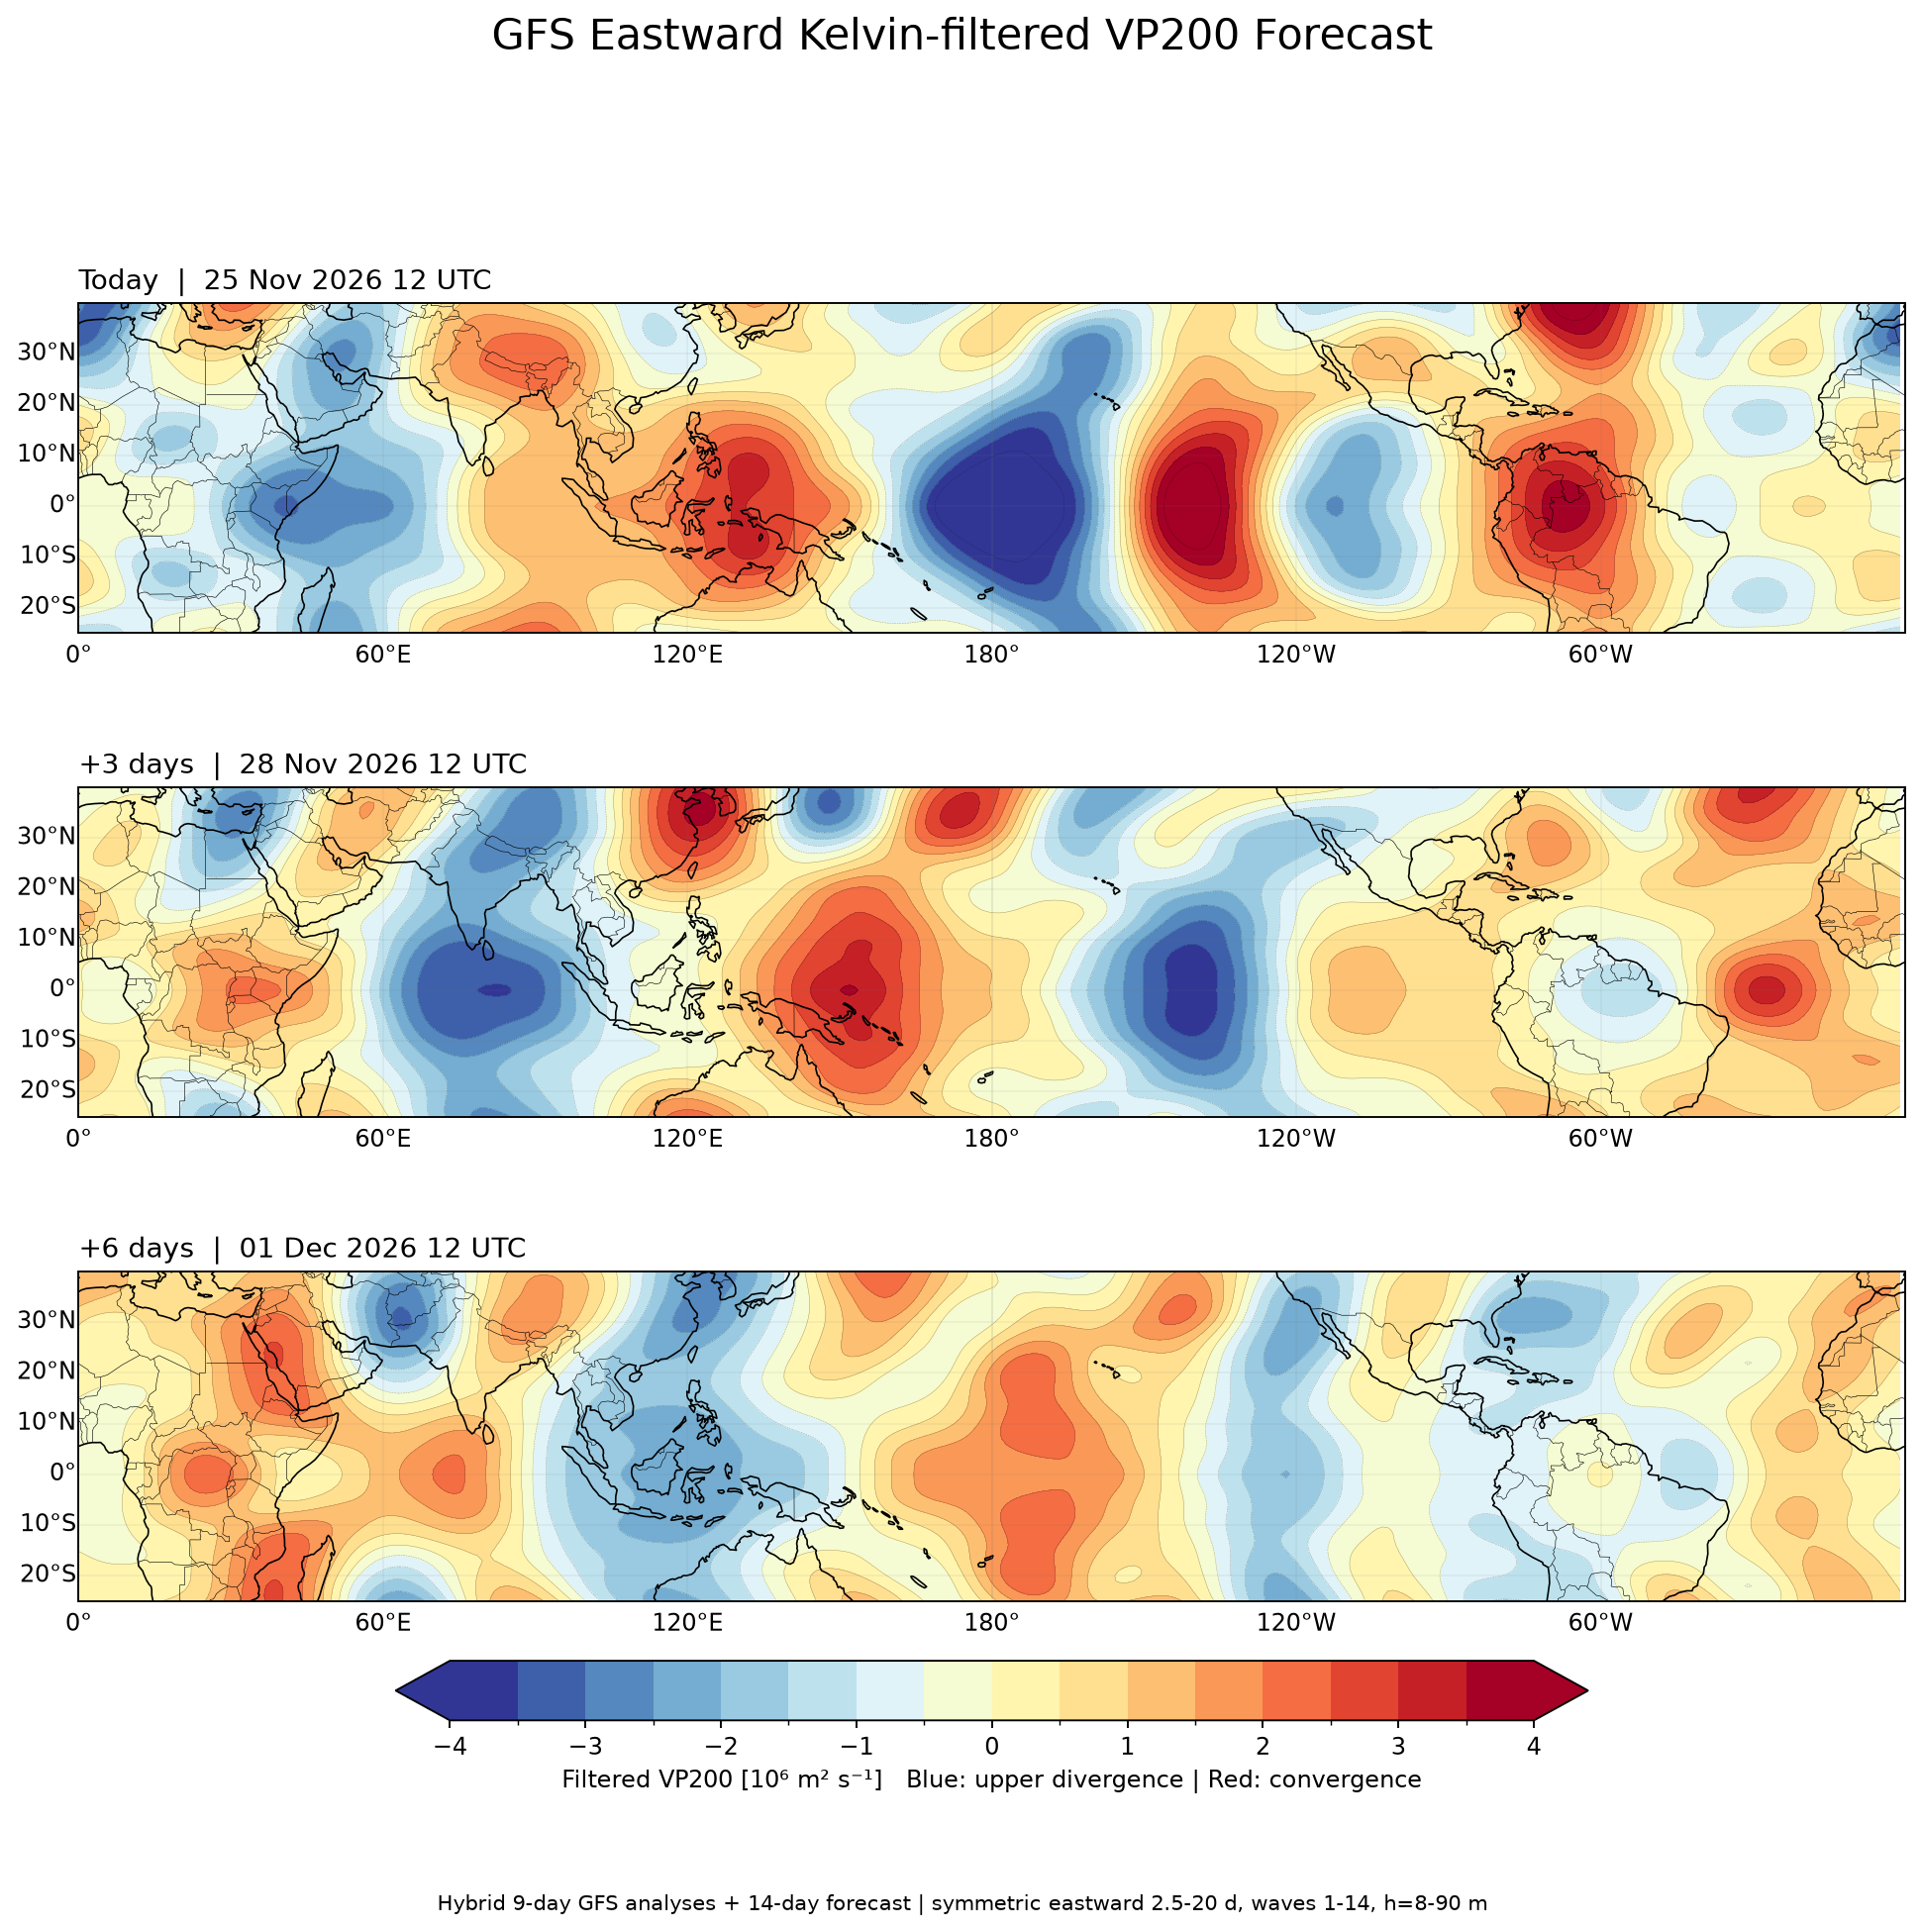 GFS Eastward Kelvin-filtered VP200 Forecast
Today | 25 Nov 2026 12 UTC
30°N
20°N
10°N
0°
10°S
20°S
0° 60°E 120°E 180° 120°W 60°W
+3 days | 28 Nov 2026 12 UTC
30°N
20°N
10°N
0°
10°S
20°S
0° 60°E 120°E 180° 120°W 60°W
+6 days | 01 Dec 2026 12 UTC
30°N
20°N
10°N
0°
10°S
20°S
0° 60°E 120°E 180° 120°W 60°W
−4 −3 −2 −1 0 1 2 3 4
Filtered VP200 [10⁶ m² s⁻¹] Blue: upper divergence | Red: convergence
Hybrid 9-day GFS analyses + 14-day forecast | symmetric eastward 2.5-20 d, waves 1-14, h=8-90 m